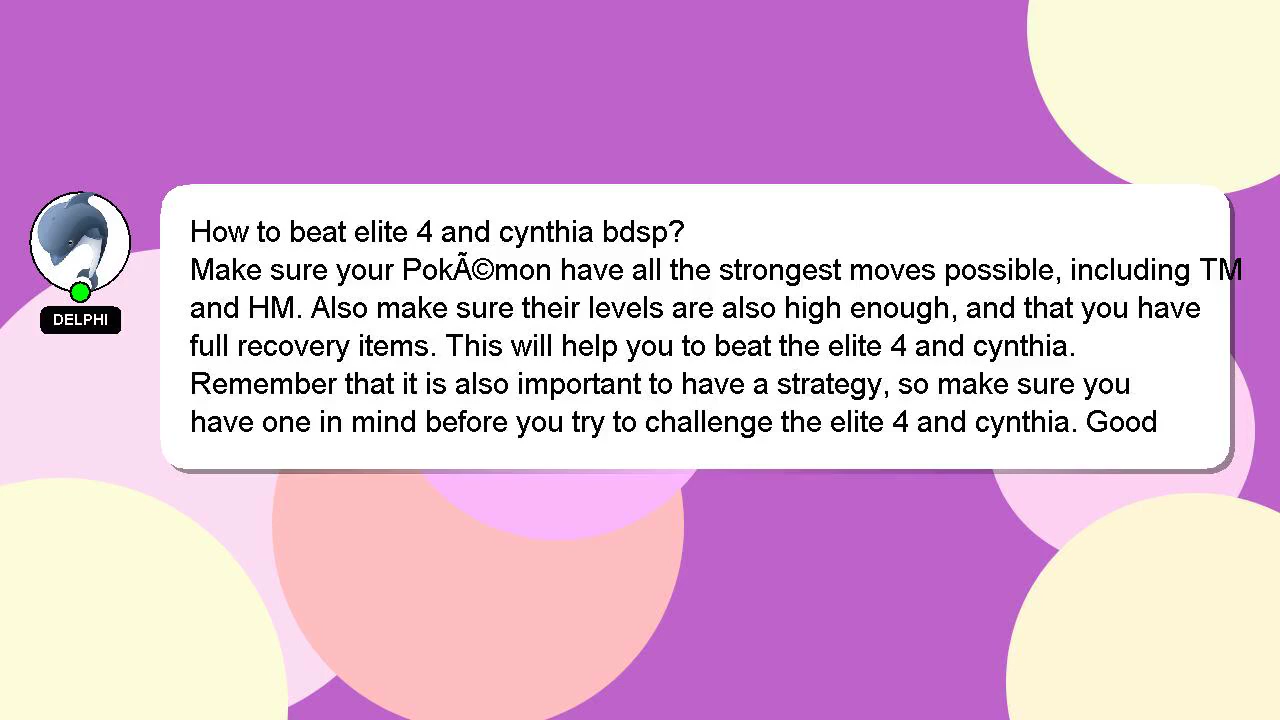 How to beat elite 4 and cynthia bdsp?
Make sure your PokÃ©mon have all the strongest moves possible, including TM
and HM. Also make sure their levels are also high enough, and that you have
full recovery items. This will help you to beat the elite 4 and cynthia.
Remember that it is also important to have a strategy, so make sure you
have one in mind before you try to challenge the elite 4 and cynthia. Good
DELPHI